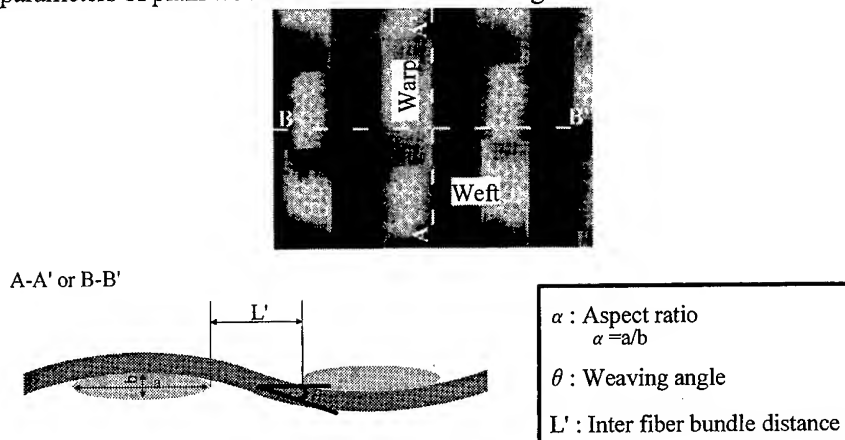 A'
Warp
B
B'
Weft
A
A-A' or B-B'
L'
b
a
α : Aspect ratio
α =a/b
θ : Weaving angle
L' : Inter fiber bundle distance